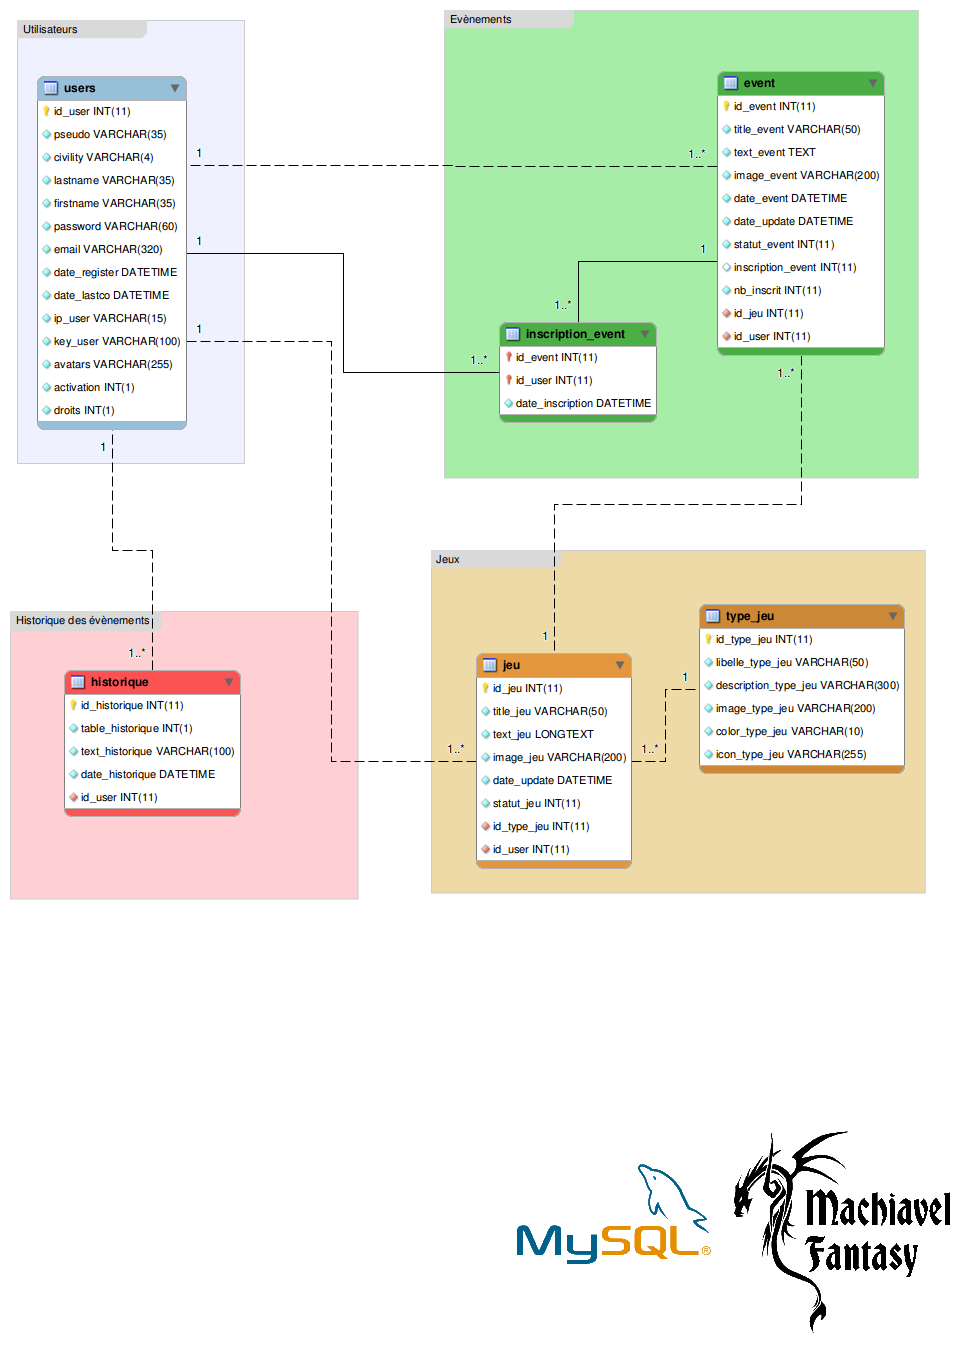 Utilisateurs
users
id_user INT(11)
pseudo VARCHAR(35)
civility VARCHAR(4)
lastname VARCHAR(35)
firstname VARCHAR(35)
password VARCHAR(60)
email VARCHAR(320)
date_register DATETIME
date_lastco DATETIME
ip_user VARCHAR(15)
key_user VARCHAR(100)
avatars VARCHAR(255)
activation INT(1)
droits INT(1)
1
1
1
1
Evènements
event
id_event INT(11)
title_event VARCHAR(50)
text_event TEXT
image_event VARCHAR(200)
date_event DATETIME
date_update DATETIME
statut_event INT(11)
inscription_event INT(11)
nb_inscrit INT(11)
id_jeu INT(11)
id_user INT(11)
1..*
1
1..*
1..*
1..*
inscription_event
id_event INT(11)
id_user INT(11)
date_inscription DATETIME
Historique des évènements
1..*
historique
id_historique INT(11)
table_historique INT(1)
text_historique VARCHAR(100)
date_historique DATETIME
id_user INT(11)
Jeux
1
jeu
id_jeu INT(11)
title_jeu VARCHAR(50)
text_jeu LONGTEXT
image_jeu VARCHAR(200)
date_update DATETIME
statut_jeu INT(11)
id_type_jeu INT(11)
id_user INT(11)
1..*
1..*
1
type_jeu
id_type_jeu INT(11)
libelle_type_jeu VARCHAR(50)
description_type_jeu VARCHAR(300)
image_type_jeu VARCHAR(200)
color_type_jeu VARCHAR(10)
icon_type_jeu VARCHAR(255)
MySQL®
Machiavel
Fantasy